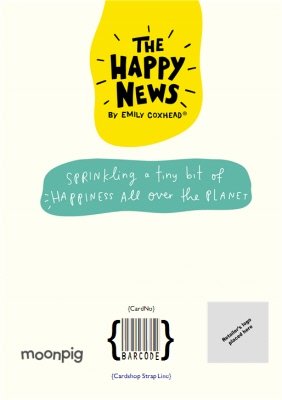 THE
HAPPY
NEWS
BY EMILY COXHEAD®
SPRINKLING a tiny bit of
HAPPINESS All over the PLANET
{CardNo}
{BARCODE}
moonpig
Retailer's logo
placed here
{Cardshop Strap Line}